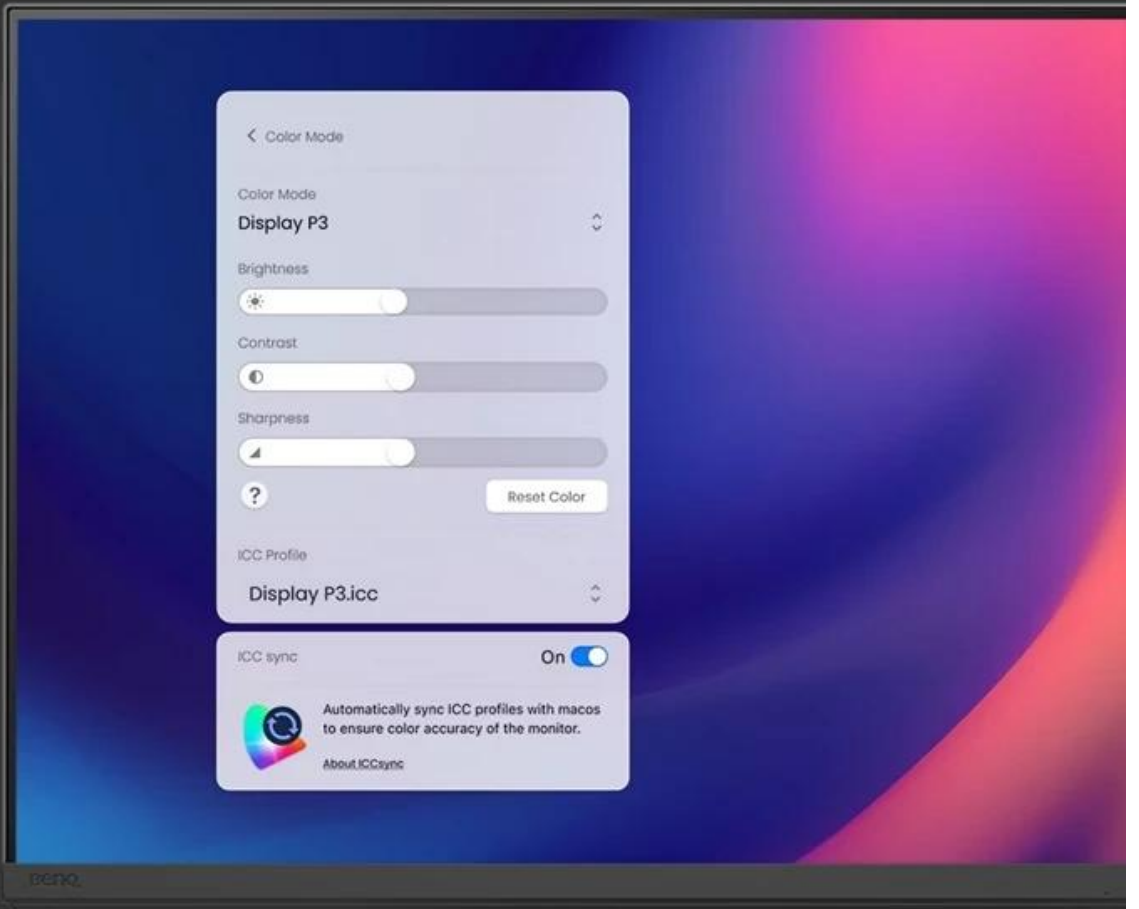 Color Mode
Color Mode
Display P3
Brightness
Contrast
Sharpness
?
Reset Color
ICC Profile
Display P3.icc
ICC sync
On
Automatically sync ICC profiles with macos
to ensure color accuracy of the monitor.
About ICCsync
BenQ